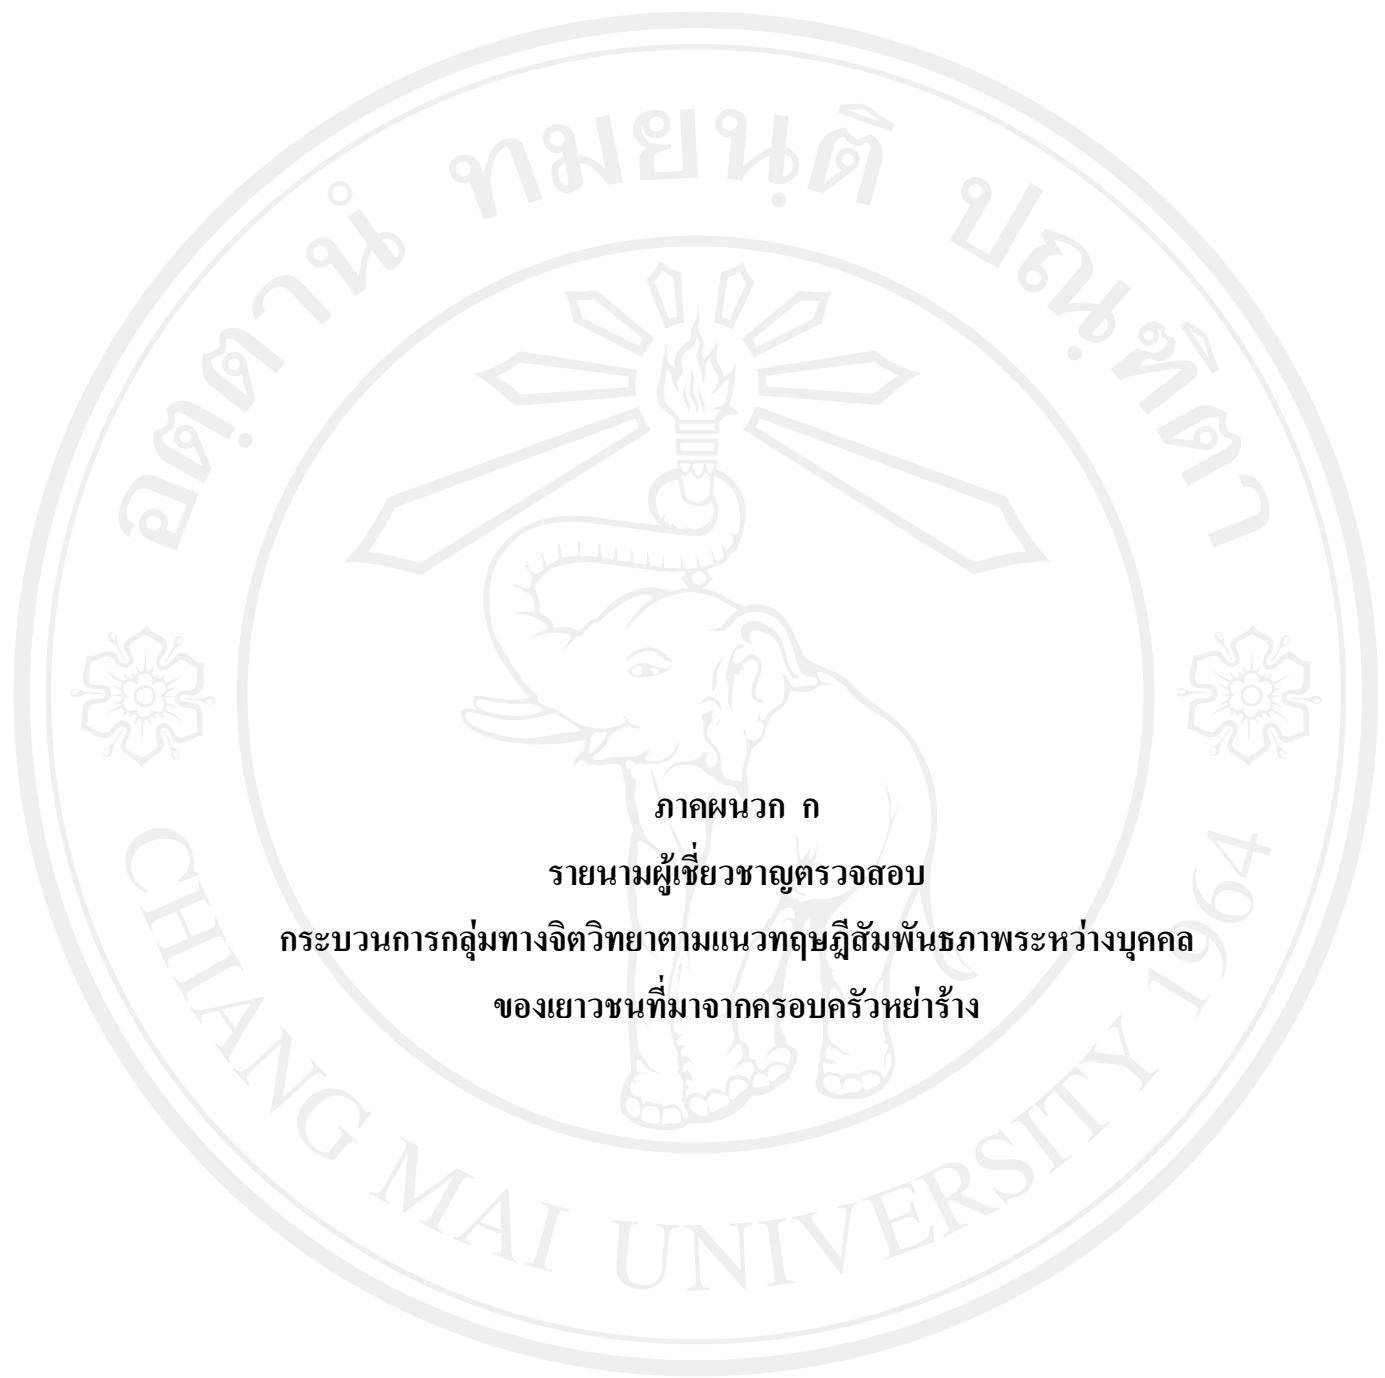 อตฺตานํ ทมยนฺติ ปณฺฑิตา
ภาคผนวก ก
รายนามผู้เชี่ยวชาญตรวจสอบ
กระบวนการกลุ่มทางจิตวิทยาตามแนวทฤษฎีสัมพันธภาพระหว่างบุคคล
ของเยาวชนที่มาจากครอบครัวหย่าร้าง
CHIANG MAI UNIVERSITY 1964